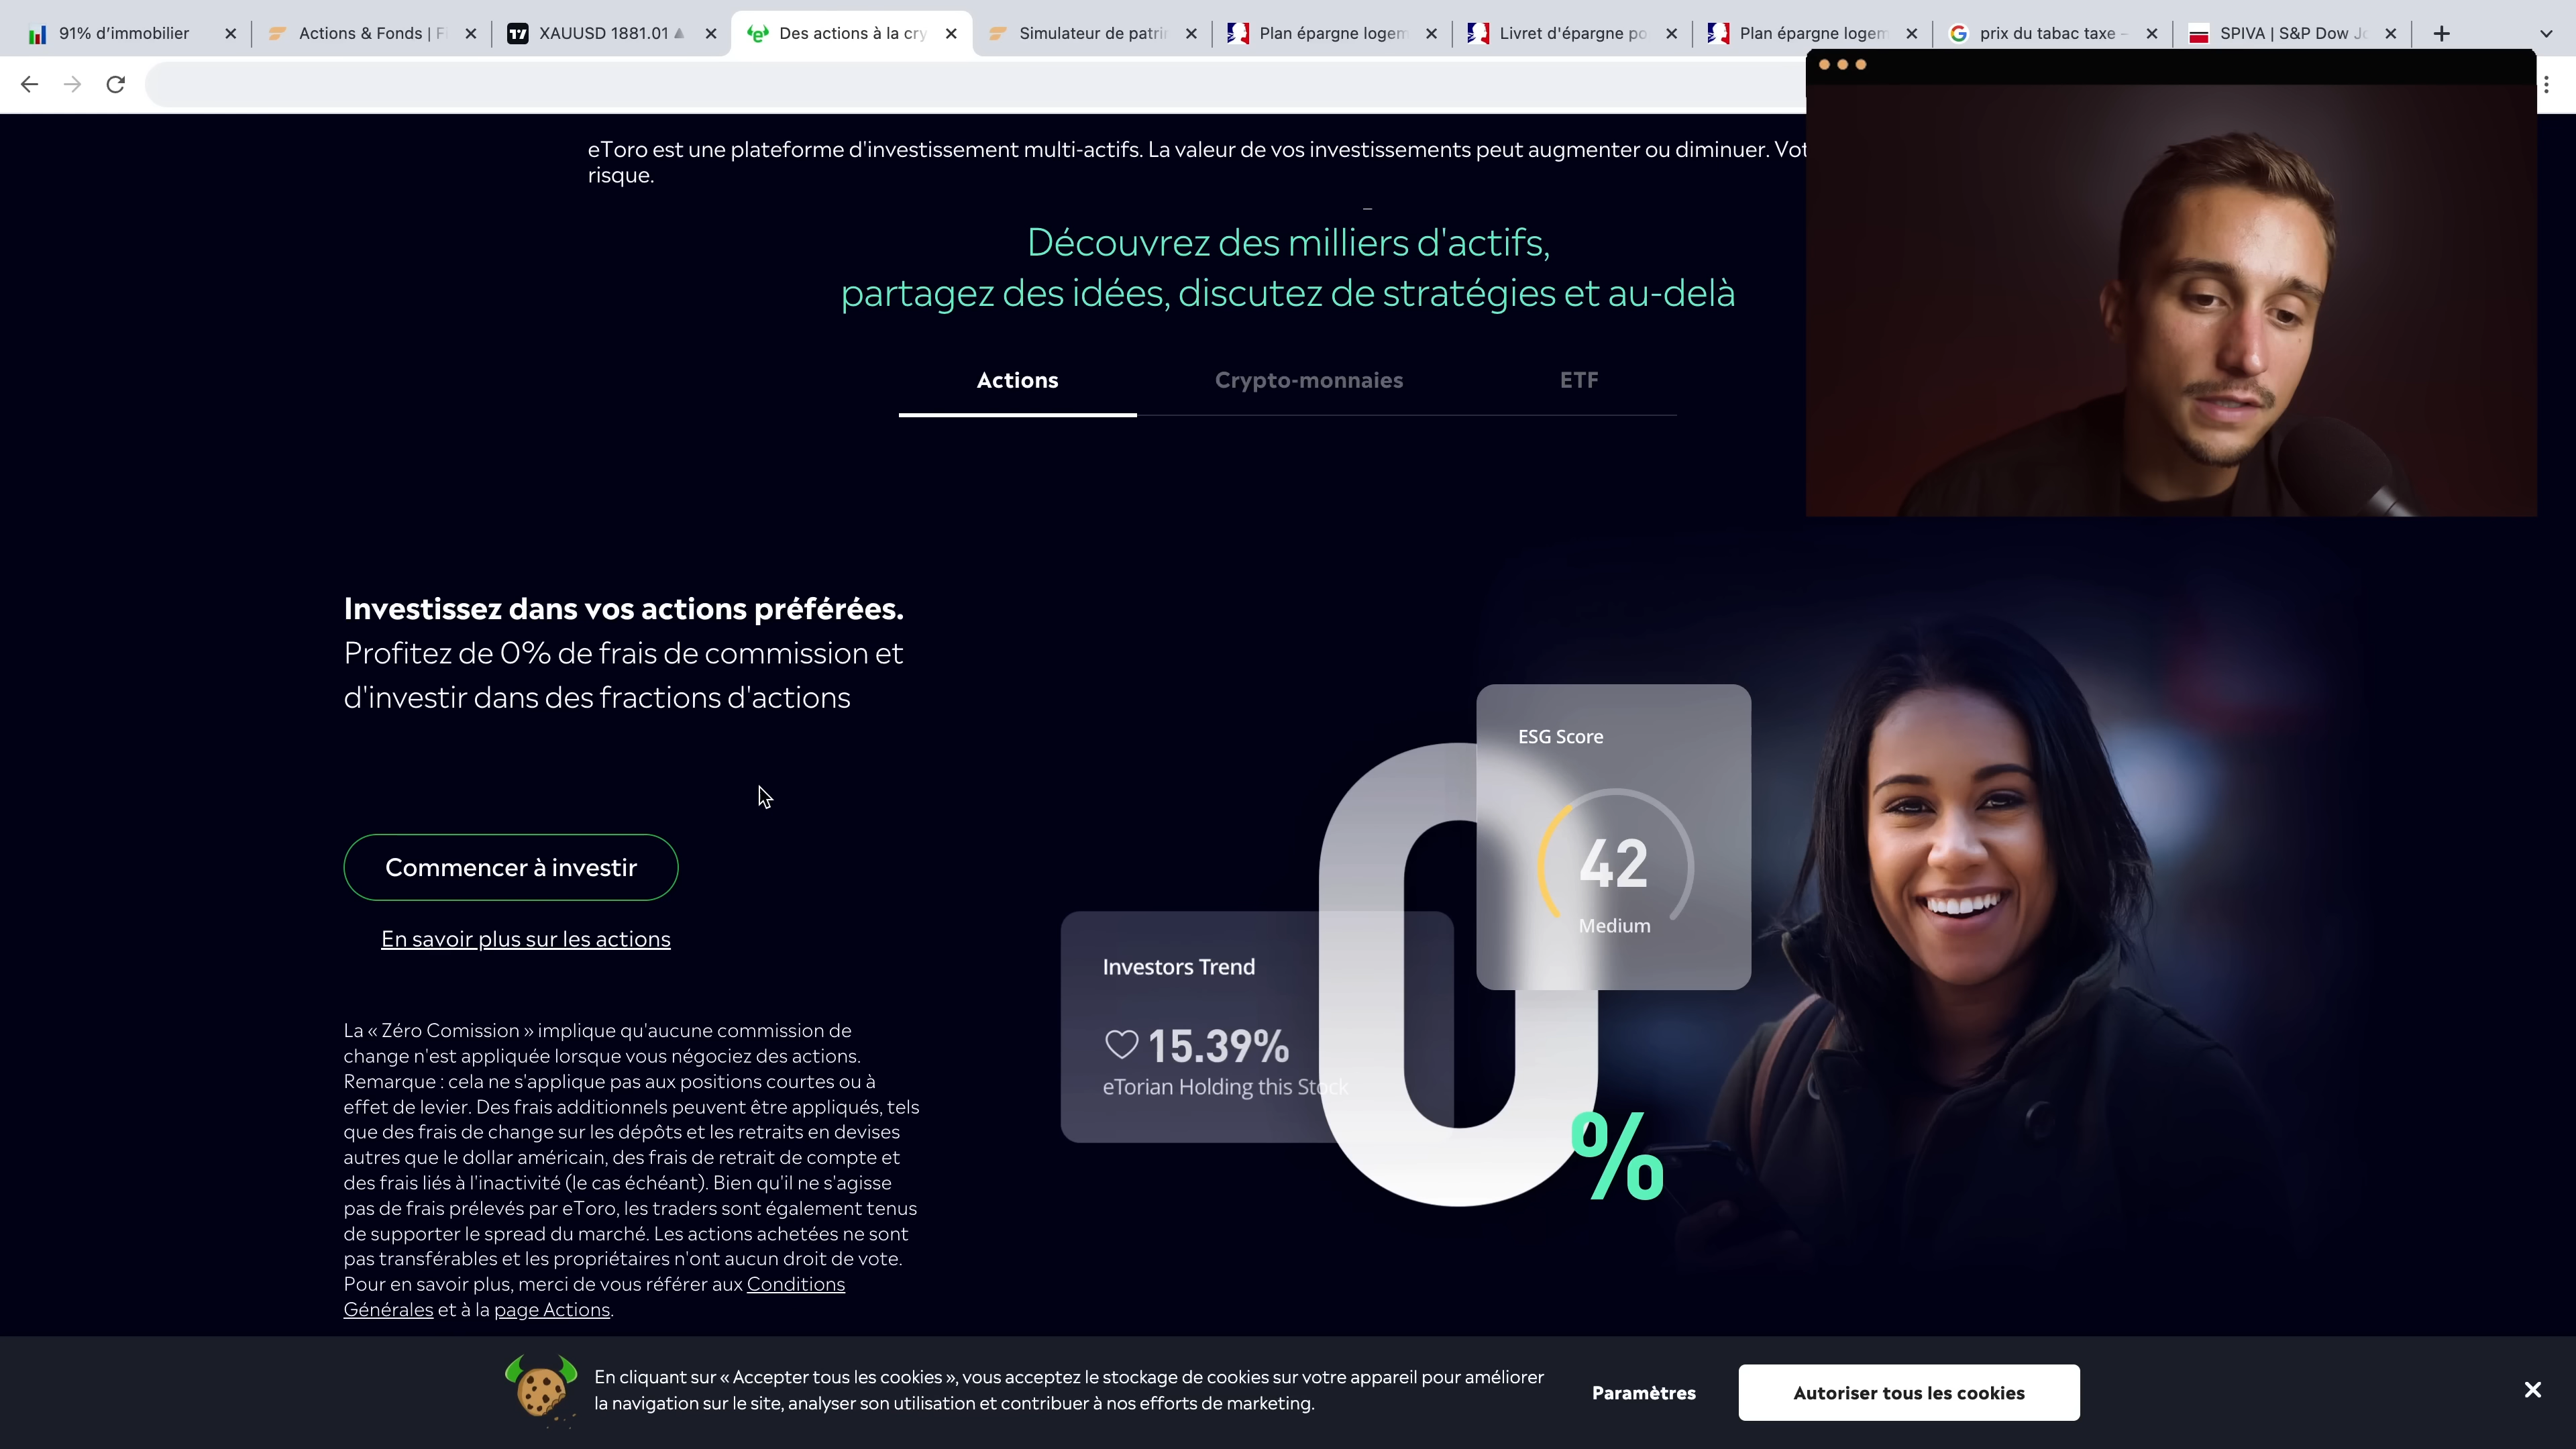 91% d'immobilier
Actions & Fonds | F
XAUUSD 1881.01
Des actions à la cry
Simulateur de patri
Plan épargne logem
Livret d'épargne po
Plan épargne logem
prix du tabac taxe -
SPIVA | S&P Dow Jo
eToro est une plateforme d'investissement multi-actifs. La valeur de vos investissements peut augmenter ou diminuer. Vot
risque.
Découvrez des milliers d'actifs,
partagez des idées, discutez de stratégies et au-delà
Actions
Crypto-monnaies
ETF
Investissez dans vos actions préférées.
Profitez de 0% de frais de commission et
d'investir dans des fractions d'actions
Commencer à investir
En savoir plus sur les actions
La « Zéro Comission » implique qu'aucune commission de
change n'est appliquée lorsque vous négociez des actions.
Remarque : cela ne s'applique pas aux positions courtes ou à
effet de levier. Des frais additionnels peuvent être appliqués, tels
que des frais de change sur les dépôts et les retraits en devises
autres que le dollar américain, des frais de retrait de compte et
des frais liés à l'inactivité (le cas échéant). Bien qu'il ne s'agisse
pas de frais prélevés par eToro, les traders sont également tenus
de supporter le spread du marché. Les actions achetées ne sont
pas transférables et les propriétaires n'ont aucun droit de vote.
Pour en savoir plus, merci de vous référer aux Conditions
Générales et à la page Actions.
ESG Score
42
Medium
Investors Trend
15.39%
eTorian Holding this Stock
0%
En cliquant sur « Accepter tous les cookies », vous acceptez le stockage de cookies sur votre appareil pour améliorer
la navigation sur le site, analyser son utilisation et contribuer à nos efforts de marketing.
Paramètres
Autoriser tous les cookies